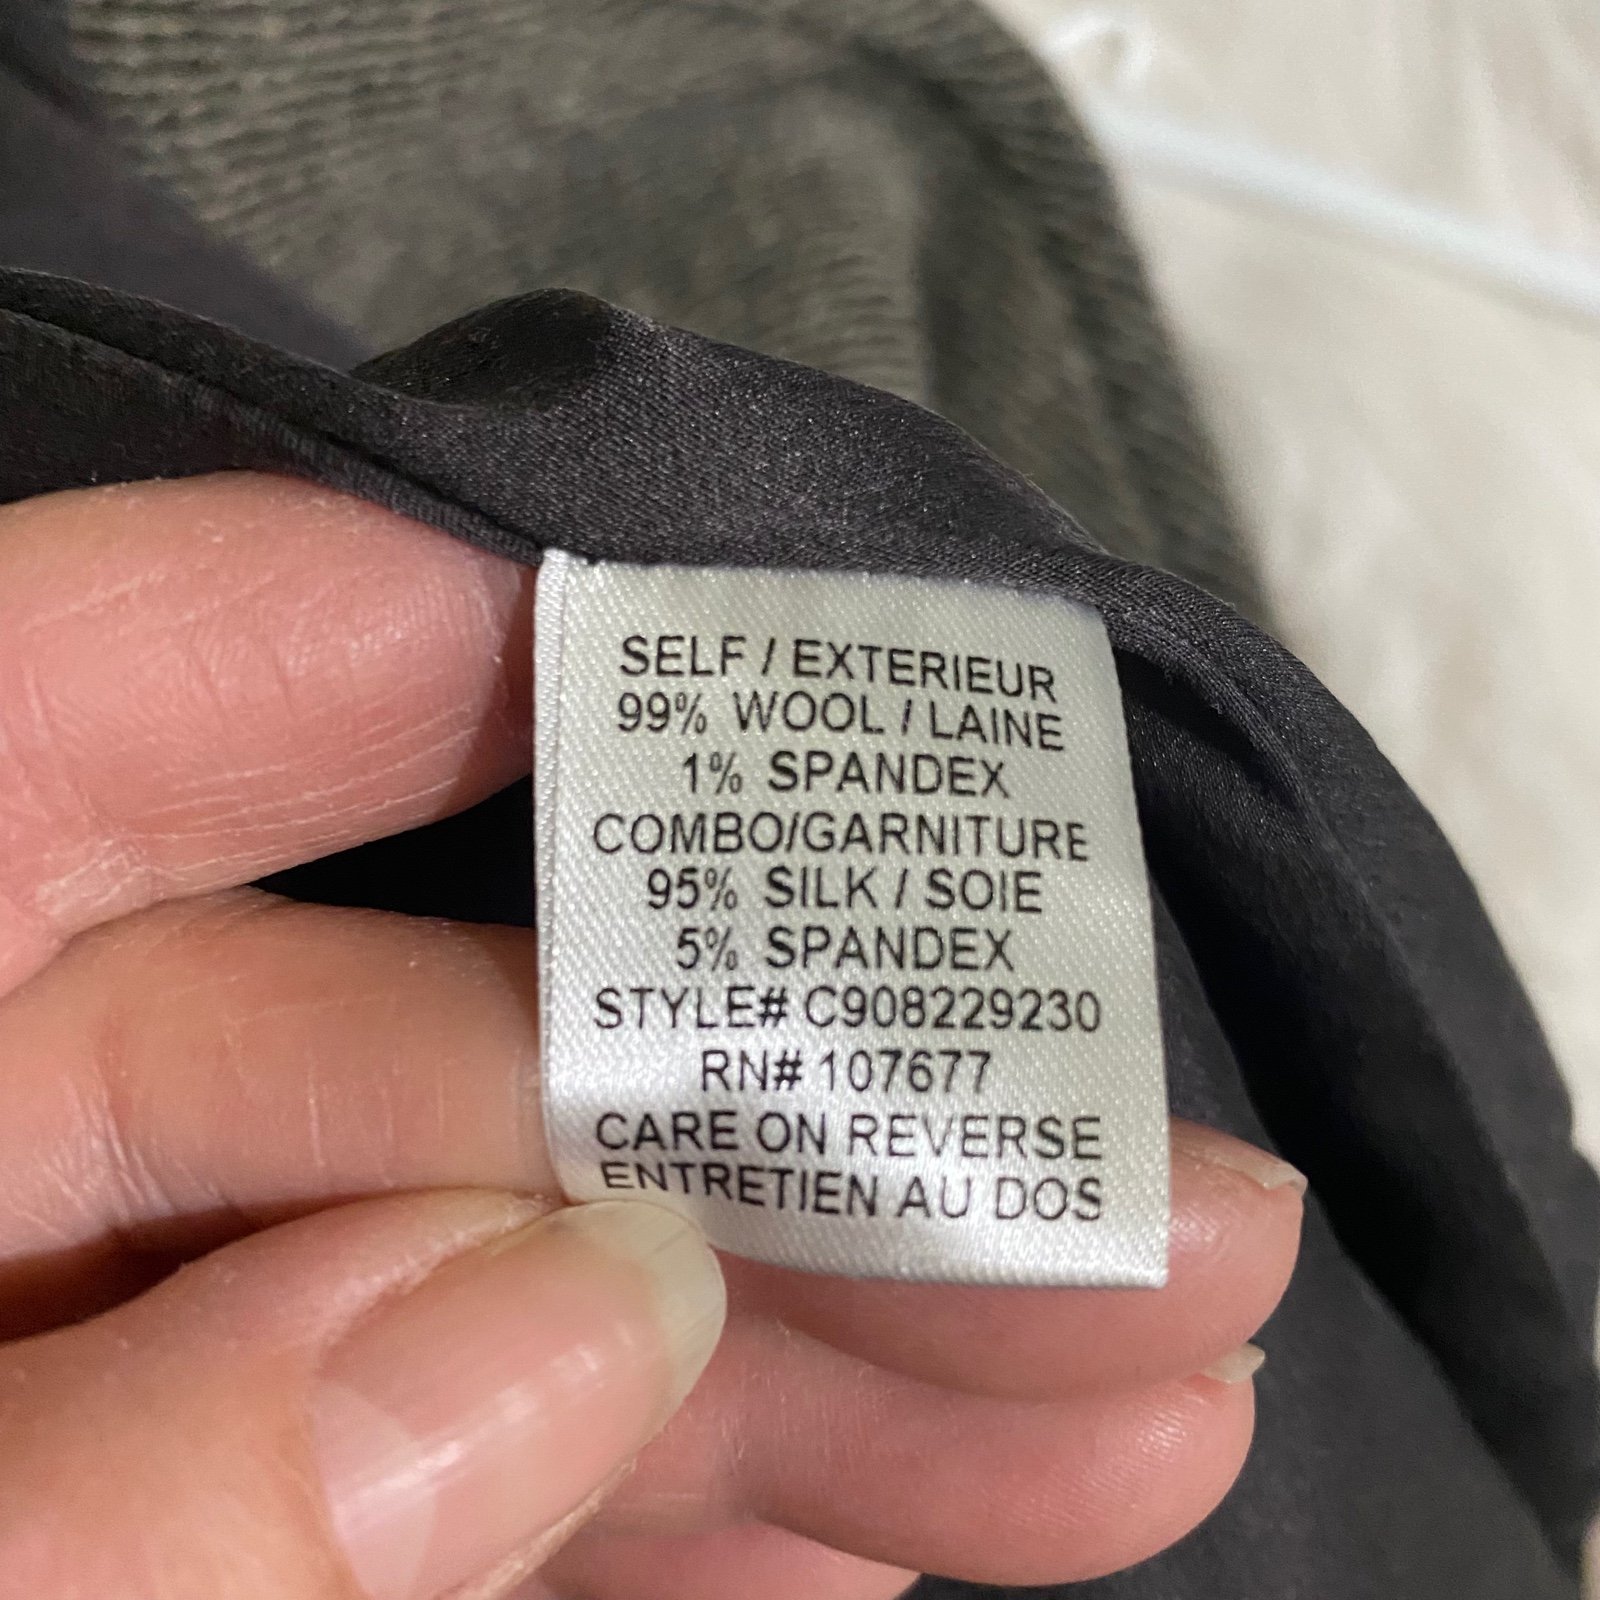 SELF / EXTERIEUR
99% WOOL / LAINE
1% SPANDEX
COMBO/GARNITURE
95% SILK / SOIE
5% SPANDEX
STYLE# C908229230
RN# 107677
CARE ON REVERSE
ENTRETIEN AU DOS